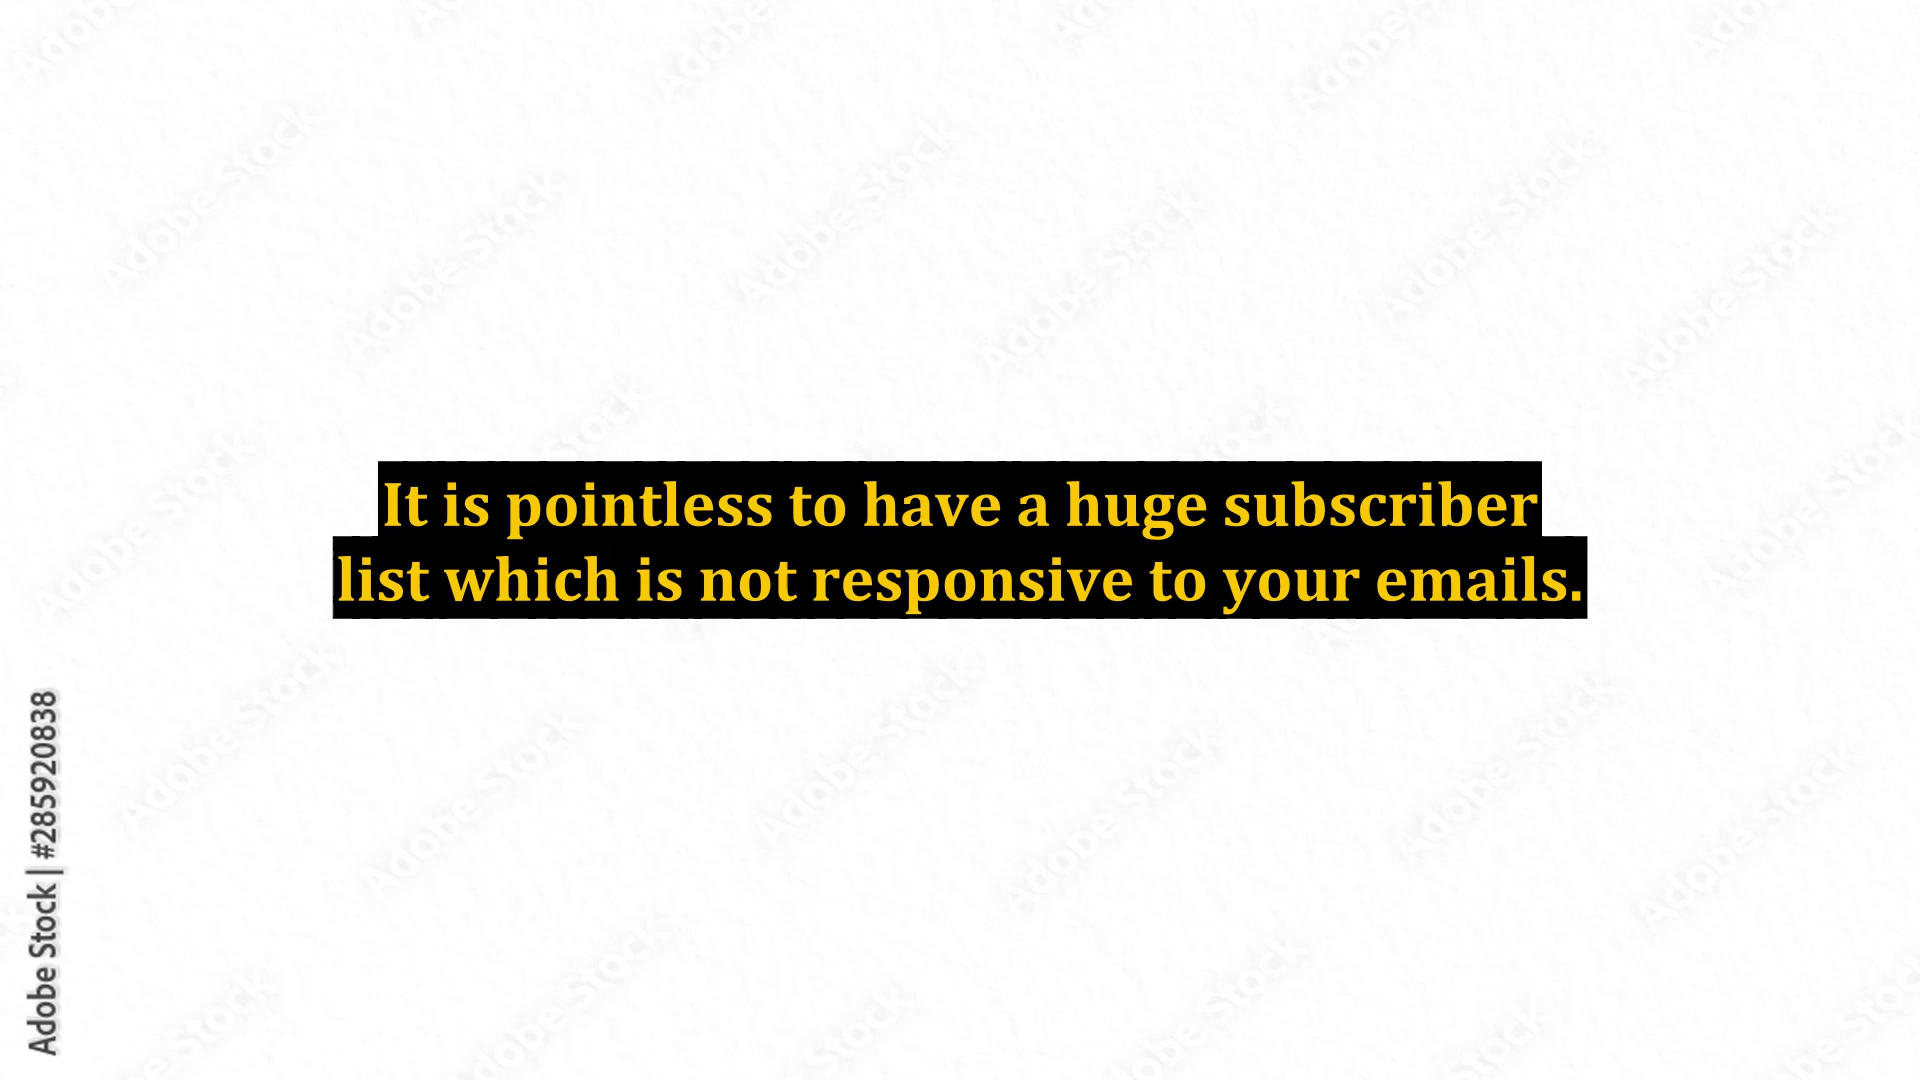 It is pointless to have a huge subscriber
list which is not responsive to your emails.
Adobe Stock | #285920838